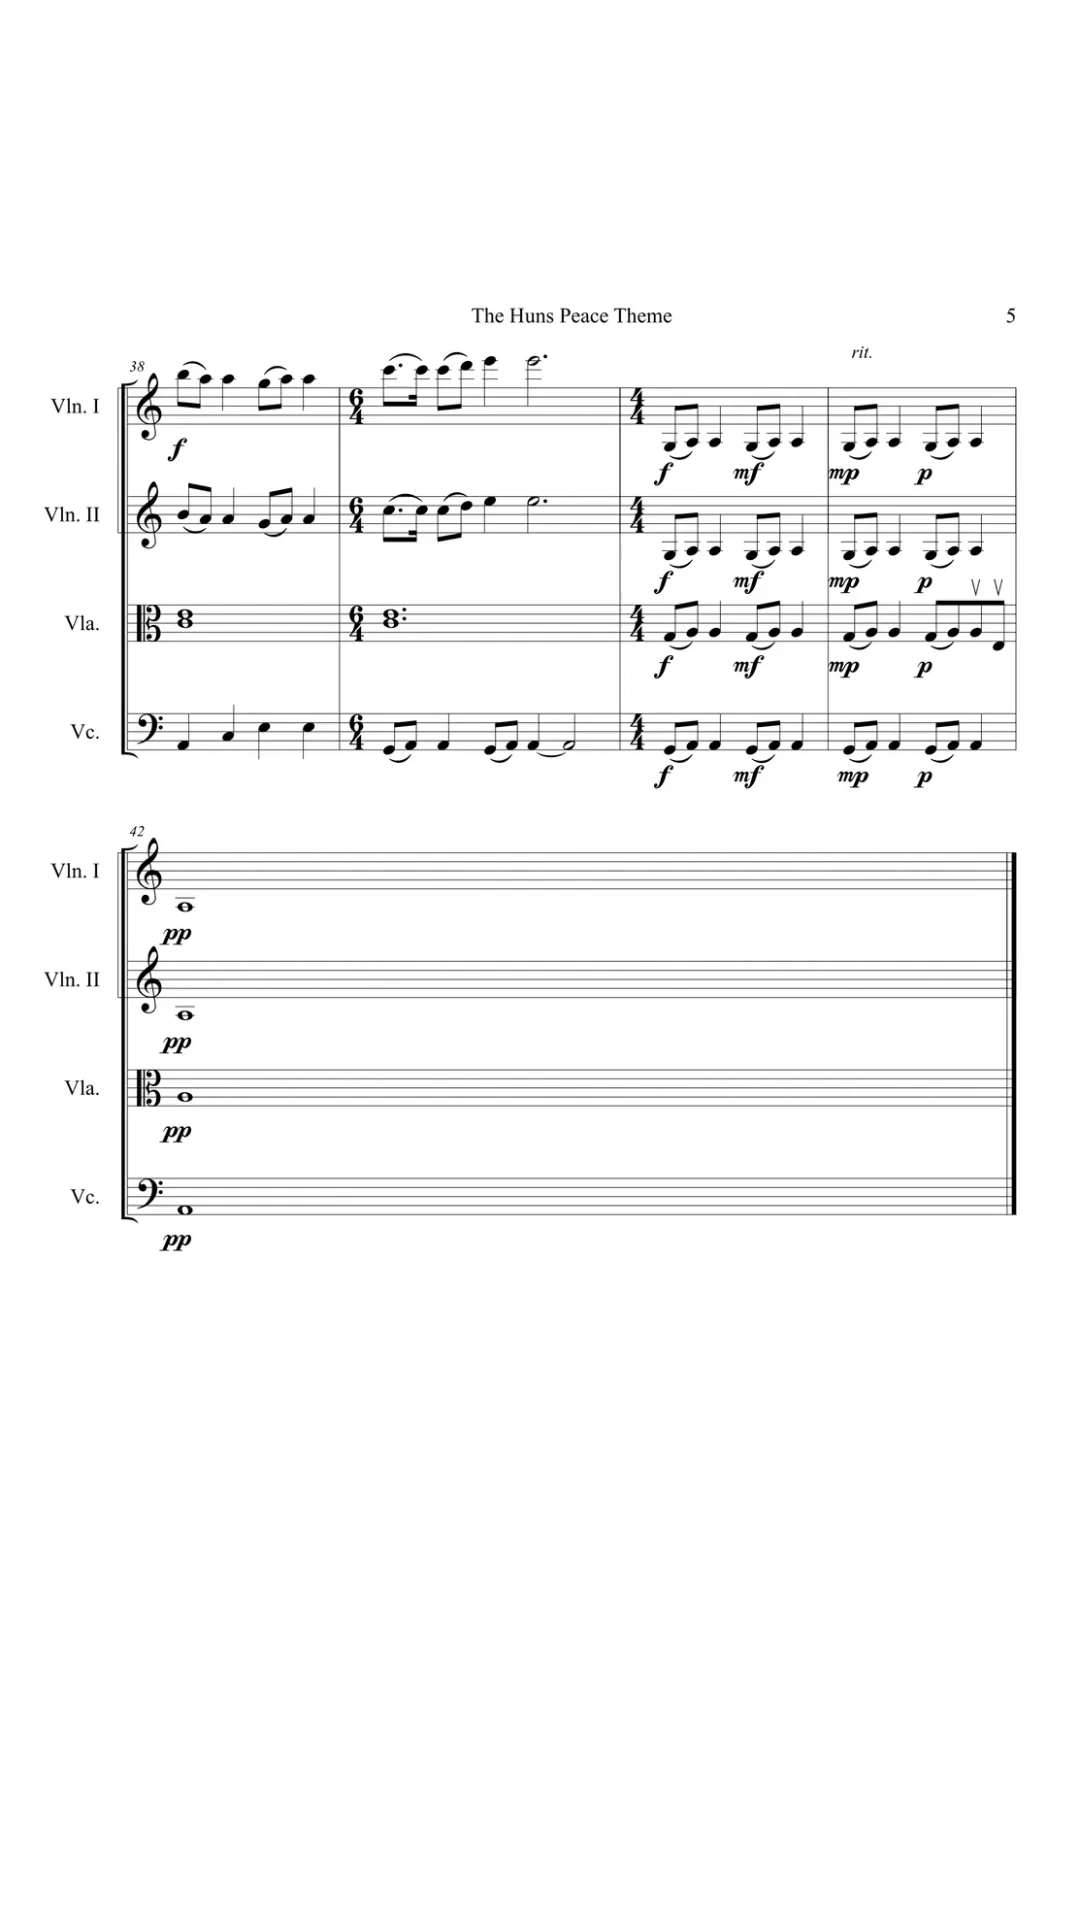 The Huns Peace Theme 5
rit.
38
Vln. I
f f mf mp p
6 4 4 4
Vln. II
6 4 4 4
f mf mp p
Vla.
6 4 4 4
f mf mp p
Vc.
6 4 4 4
f mf mp p
42
Vln. I
pp
Vln. II
pp
Vla.
pp
Vc.
pp